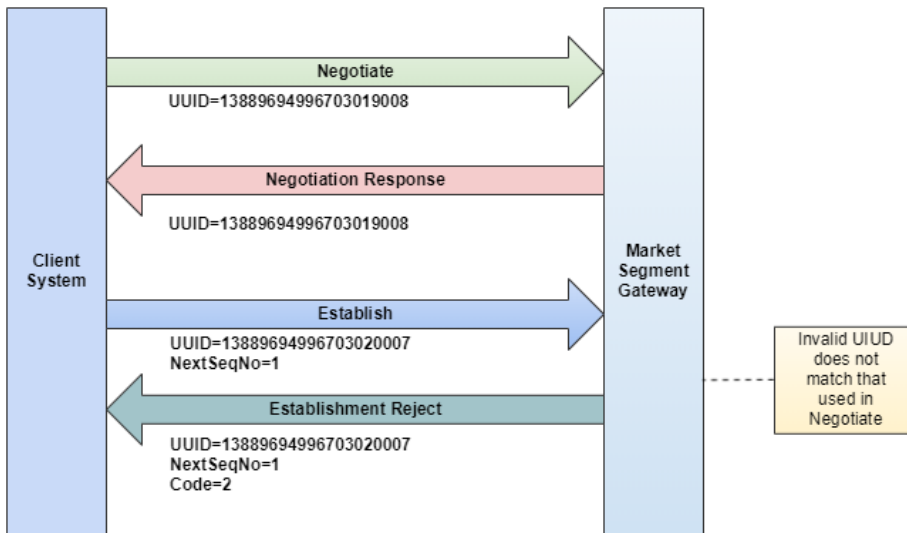 Negotiate
UUID=13889694996703019008
Negotiation Response
UUID=13889694996703019008
Client
System
Market
Segment
Gateway
Establish
UUID=13889694996703020007
NextSeqNo=1
Invalid UIUD
does not
match that
used in
Negotiate
Establishment Reject
UUID=13889694996703020007
NextSeqNo=1
Code=2